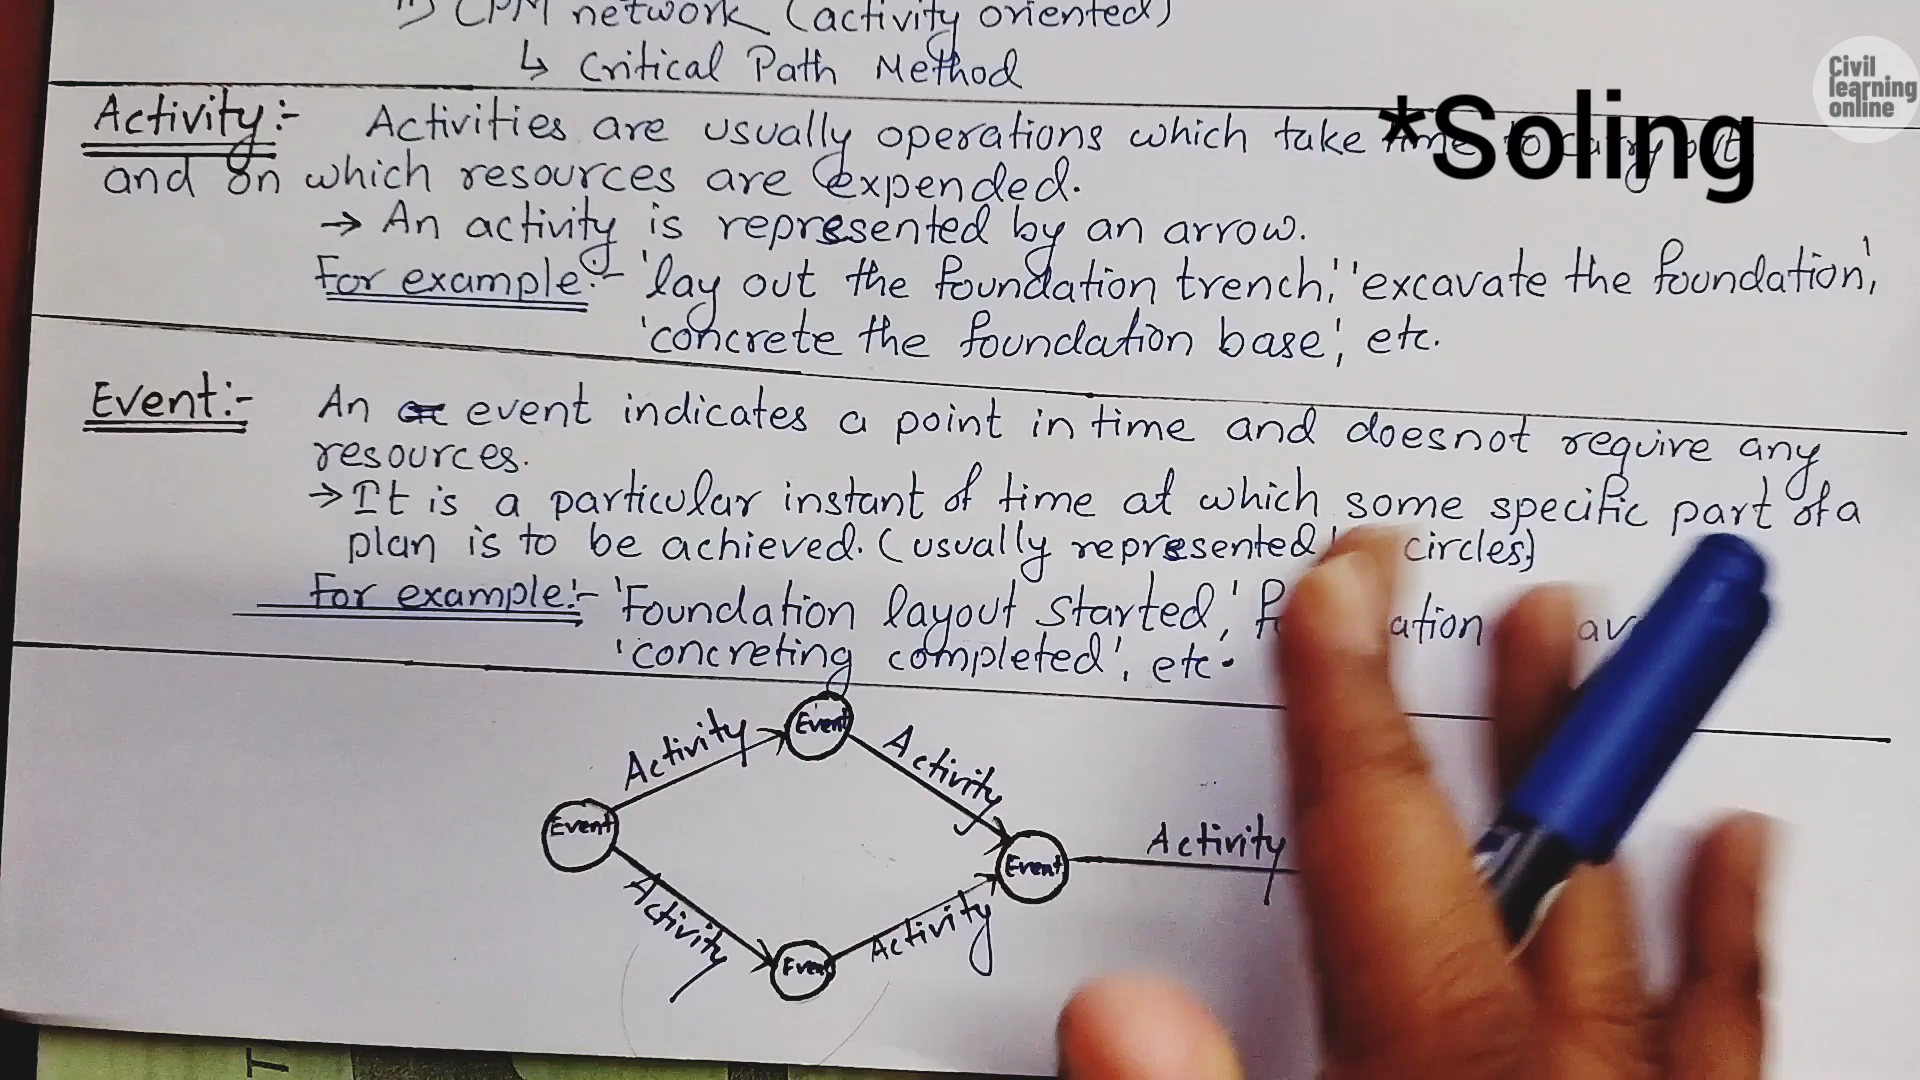 ii) CPM network (activity oriented)
↳ Critical Path Method
Civil
learning
online
*Soling
Activity:- Activities are usually operations which take time to carry out
and on which resources are expended.
→ An activity is represented by an arrow.
For example:- 'lay out the foundation trench', 'excavate the foundation',
'concrete the foundation base', etc.
Event:- An event indicates a point in time and doesnot require any
resources.
→ It is a particular instant of time at which some specific part of a
plan is to be achieved. (usually represented circles)
For example:- 'Foundation layout started',
'concreting completed', etc.
Event
Activity
Activity
Event
Activity
Event
Activity
Activity
Event